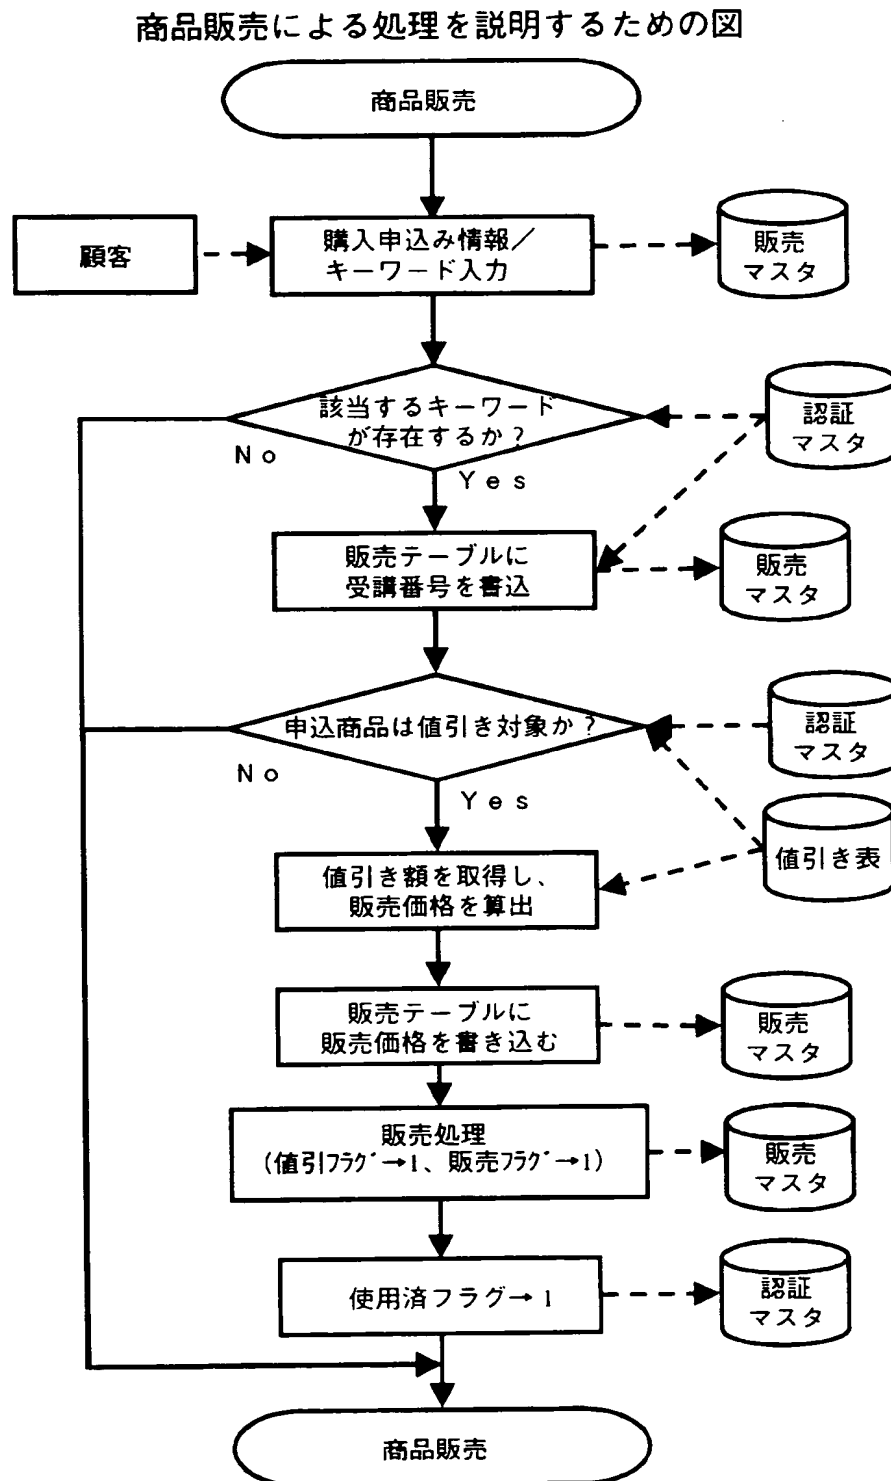 商品販売による処理を説明するための図
商品販売
顧客
購入申込み情報／
キーワード入力
販売
マスタ
該当するキーワード
が存在するか？
認証
マスタ
No
Yes
販売テーブルに
受講番号を書込
販売
マスタ
申込商品は値引き対象か？
認証
マスタ
No
Yes
値引き表
値引き額を取得し、
販売価格を算出
販売テーブルに
販売価格を書き込む
販売
マスタ
販売処理
(値引ﾌﾗｸﾞ→1、販売ﾌﾗｸﾞ→1)
販売
マスタ
使用済フラグ→1
認証
マスタ
商品販売